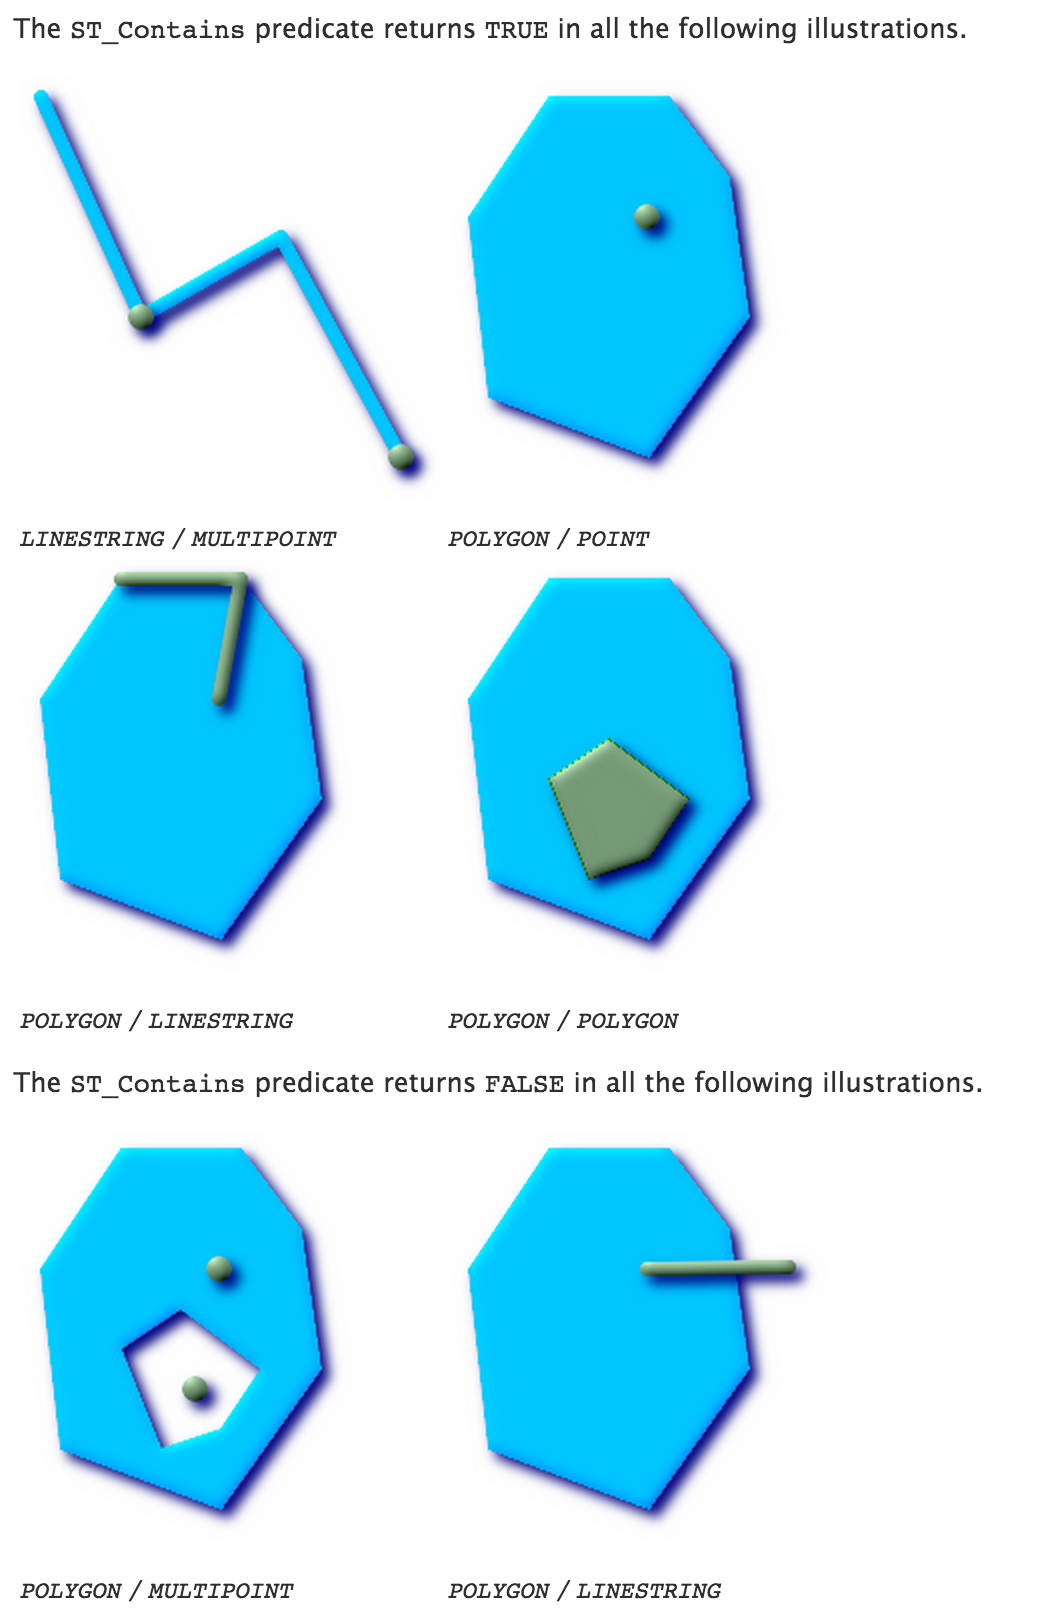 The ST_Contains predicate returns TRUE in all the following illustrations.
LINESTRING / MULTIPOINT
POLYGON / POINT
POLYGON / LINESTRING
POLYGON / POLYGON
The ST_Contains predicate returns FALSE in all the following illustrations.
POLYGON / MULTIPOINT
POLYGON / LINESTRING